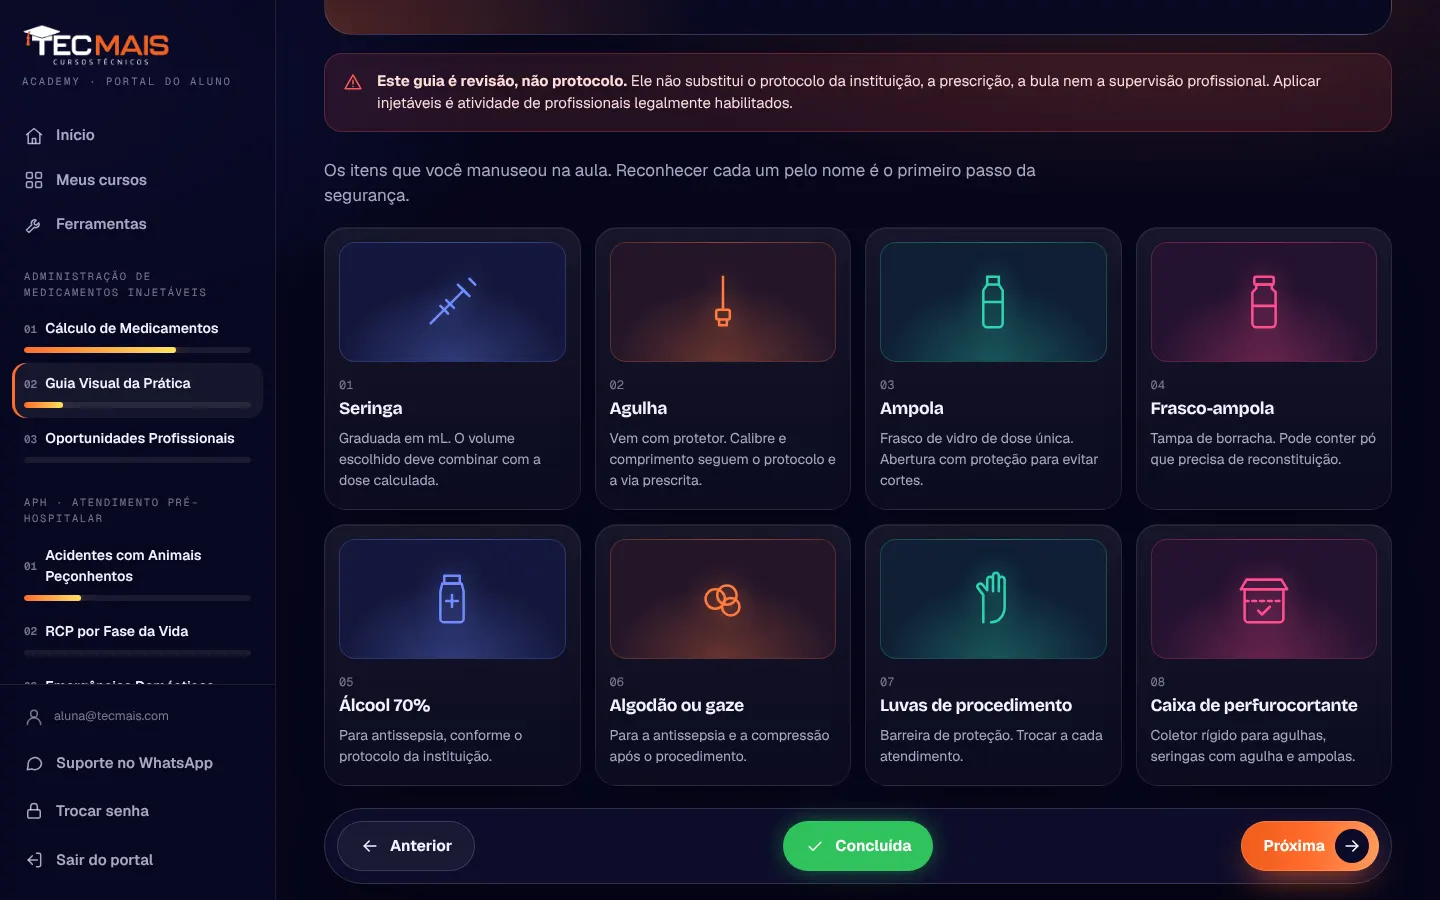 TECMAIS
CURSOS TÉCNICOS
ACADEMY · PORTAL DO ALUNO
Início
Meus cursos
Ferramentas
ADMINISTRAÇÃO DE
MEDICAMENTOS INJETÁVEIS
01 Cálculo de Medicamentos
02 Guia Visual da Prática
03 Oportunidades Profissionais
APH · ATENDIMENTO PRÉ-
HOSPITALAR
01 Acidentes com Animais
Peçonhentos
02 RCP por Fase da Vida
aluna@tecmais.com
Suporte no WhatsApp
Trocar senha
Sair do portal
Este guia é revisão, não protocolo. Ele não substitui o protocolo da instituição, a prescrição, a bula nem a supervisão profissional. Aplicar
injetáveis é atividade de profissionais legalmente habilitados.
Os itens que você manuseou na aula. Reconhecer cada um pelo nome é o primeiro passo da
segurança.
01
Seringa
Graduada em mL. O volume
escolhido deve combinar com a
dose calculada.
02
Agulha
Vem com protetor. Calibre e
comprimento seguem o protocolo e
a via prescrita.
03
Ampola
Frasco de vidro de dose única.
Abertura com proteção para evitar
cortes.
04
Frasco-ampola
Tampa de borracha. Pode conter pó
que precisa de reconstituição.
05
Álcool 70%
Para antissepsia, conforme o
protocolo da instituição.
06
Algodão ou gaze
Para a antissepsia e a compressão
após o procedimento.
07
Luvas de procedimento
Barreira de proteção. Trocar a cada
atendimento.
08
Caixa de perfurocortante
Coletor rígido para agulhas,
seringas com agulha e ampolas.
Anterior
Concluída
Próxima